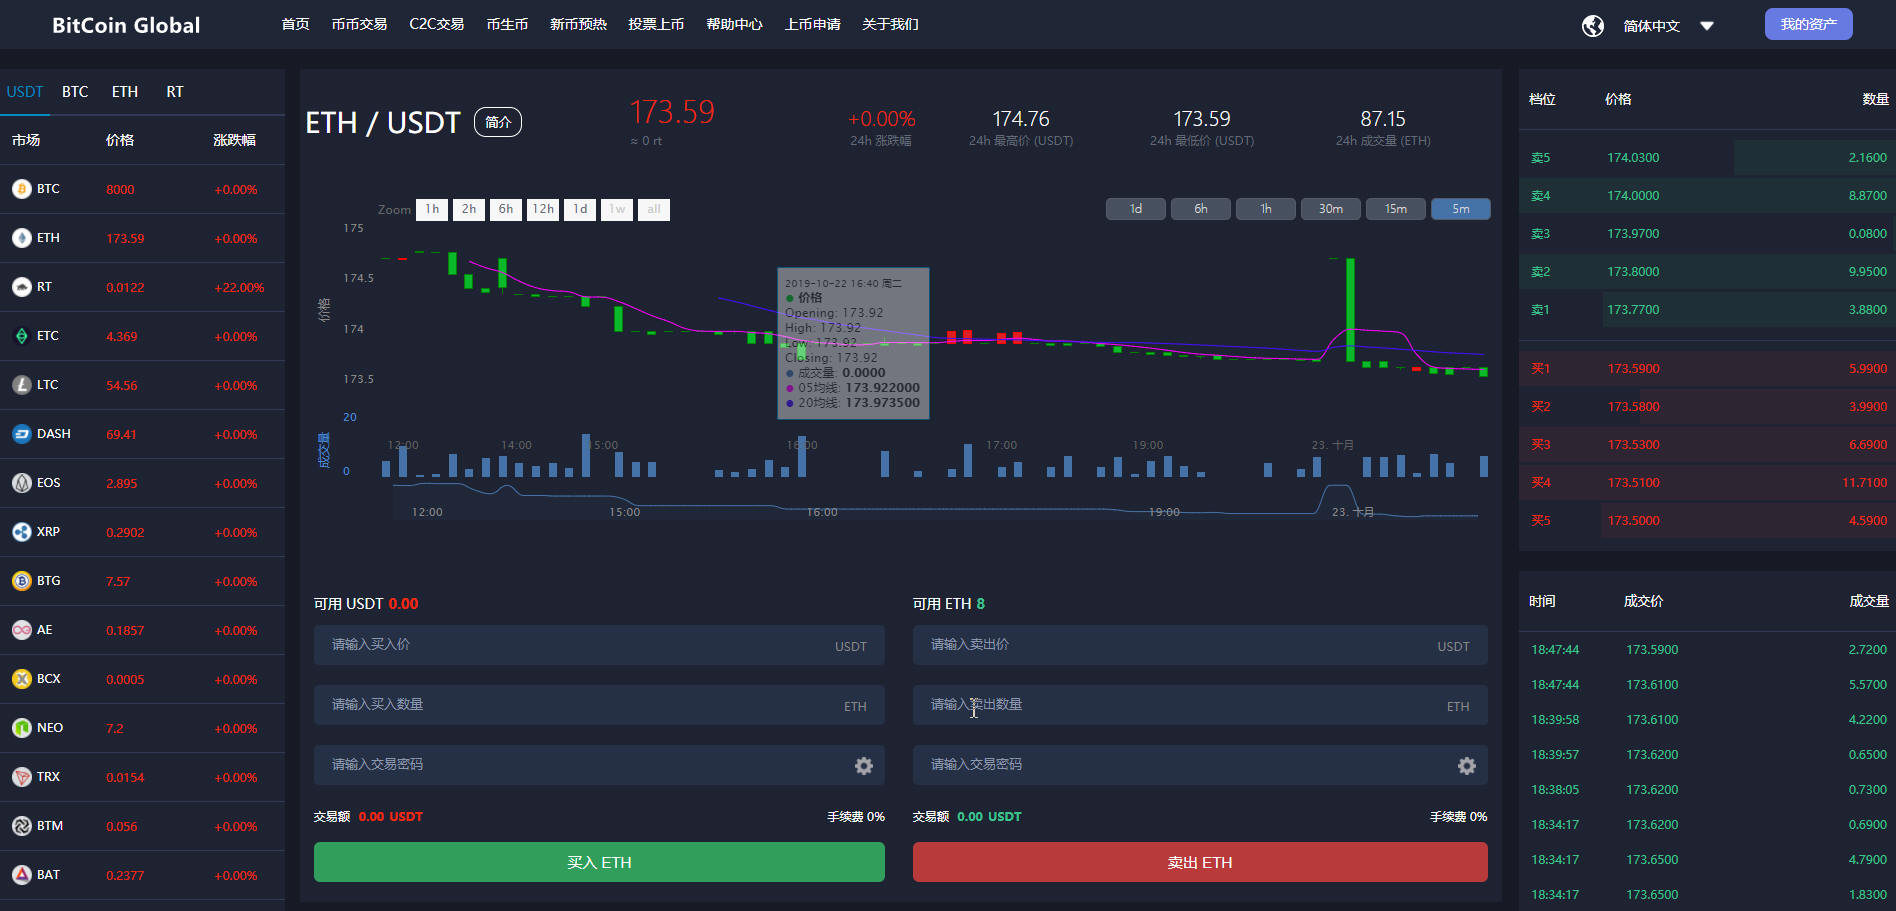 BitCoin Global 首页 币币交易 C2C交易 币生币 新币预热 投票上币 帮助中心 上币申请 关于我们 简体中文 我的资产
USDT BTC ETH RT
市场 价格 涨跌幅
BTC 8000 +0.00%
ETH 173.59 +0.00%
RT 0.0122 +22.00%
ETC 4.369 +0.00%
LTC 54.56 +0.00%
DASH 69.41 +0.00%
EOS 2.895 +0.00%
XRP 0.2902 +0.00%
BTG 7.57 +0.00%
AE 0.1857 +0.00%
BCX 0.0005 +0.00%
NEO 7.2 +0.00%
TRX 0.0154 +0.00%
BTM 0.056 +0.00%
BAT 0.2377 +0.00%
ETH / USDT 简介
173.59
≈ 0 rt
+0.00%
24h 涨跌幅
174.76
24h 最高价 (USDT)
173.59
24h 最低价 (USDT)
87.15
24h 成交量 (ETH)
Zoom 1h 2h 6h 12h 1d 1w all
1d 6h 1h 30m 15m 5m
175
174.5
174
173.5
价格
2019-10-22 16:40 周二
● 价格
Opening: 173.92
High: 173.92
Low: 173.92
Closing: 173.92
● 成交量: 0.0000
● 05均线: 173.922000
● 20均线: 173.973500
20
0
成交量
12:00 14:00 15:00 16:00 17:00 19:00 23. 十月
12:00 15:00 16:00 19:00 23. 十月
可用 USDT 0.00
请输入买入价 USDT
请输入买入数量 ETH
请输入交易密码
交易额 0.00 USDT 手续费 0%
买入 ETH
可用 ETH 8
请输入卖出价 USDT
请输入卖出数量 ETH
请输入交易密码
交易额 0.00 USDT 手续费 0%
卖出 ETH
档位 价格 数量
卖5 174.0300 2.1600
卖4 174.0000 8.8700
卖3 173.9700 0.0800
卖2 173.8000 9.9500
卖1 173.7700 3.8800
买1 173.5900 5.9900
买2 173.5800 3.9900
买3 173.5300 6.6900
买4 173.5100 11.7100
买5 173.5000 4.5900
时间 成交价 成交量
18:47:44 173.5900 2.7200
18:47:44 173.6100 5.5700
18:39:58 173.6100 4.2200
18:39:57 173.6200 0.6500
18:38:05 173.6200 0.7300
18:34:17 173.6200 0.6900
18:34:17 173.6500 4.7900
18:34:17 173.6500 1.8300